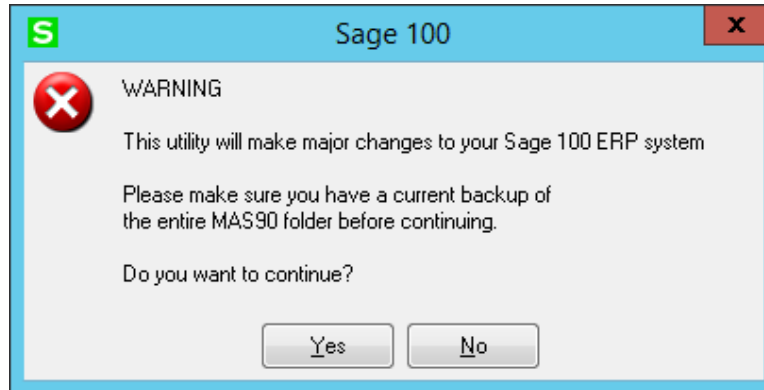 S
Sage 100
x
WARNING
This utility will make major changes to your Sage 100 ERP system
Please make sure you have a current backup of
the entire MAS90 folder before continuing.
Do you want to continue?
Yes
No